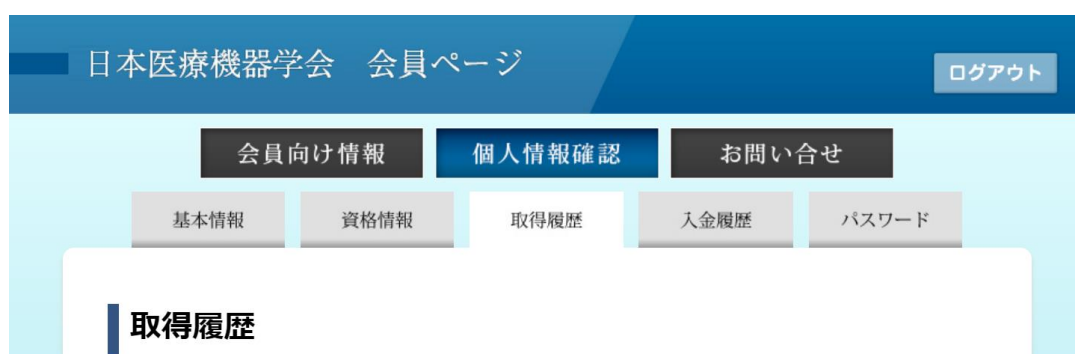 日本医療機器学会　会員ページ
ログアウト
会員向け情報 個人情報確認 お問い合せ
基本情報 資格情報 取得履歴 入金履歴 パスワード
取得履歴